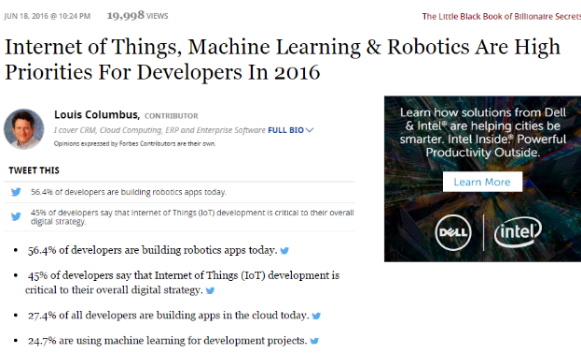 JUN 18, 2016 @ 10:24 PM 19,998 VIEWS
The Little Black Book of Billionaire Secrets
Internet of Things, Machine Learning & Robotics Are High
Priorities For Developers In 2016
Louis Columbus, CONTRIBUTOR
I cover CRM, Cloud Computing, ERP and Enterprise Software FULL BIO
Opinions expressed by Forbes Contributors are their own.
TWEET THIS
56.4% of developers are building robotics apps today.
45% of developers say that Internet of Things (IoT) development is critical to their overall
digital strategy.
• 56.4% of developers are building robotics apps today.
• 45% of developers say that Internet of Things (IoT) development is
critical to their overall digital strategy.
• 27.4% of all developers are building apps in the cloud today.
• 24.7% are using machine learning for development projects.
Learn how solutions from Dell
& Intel® are helping cities be
smarter. Intel Inside.® Powerful
Productivity Outside.
Learn More
DELL
intel